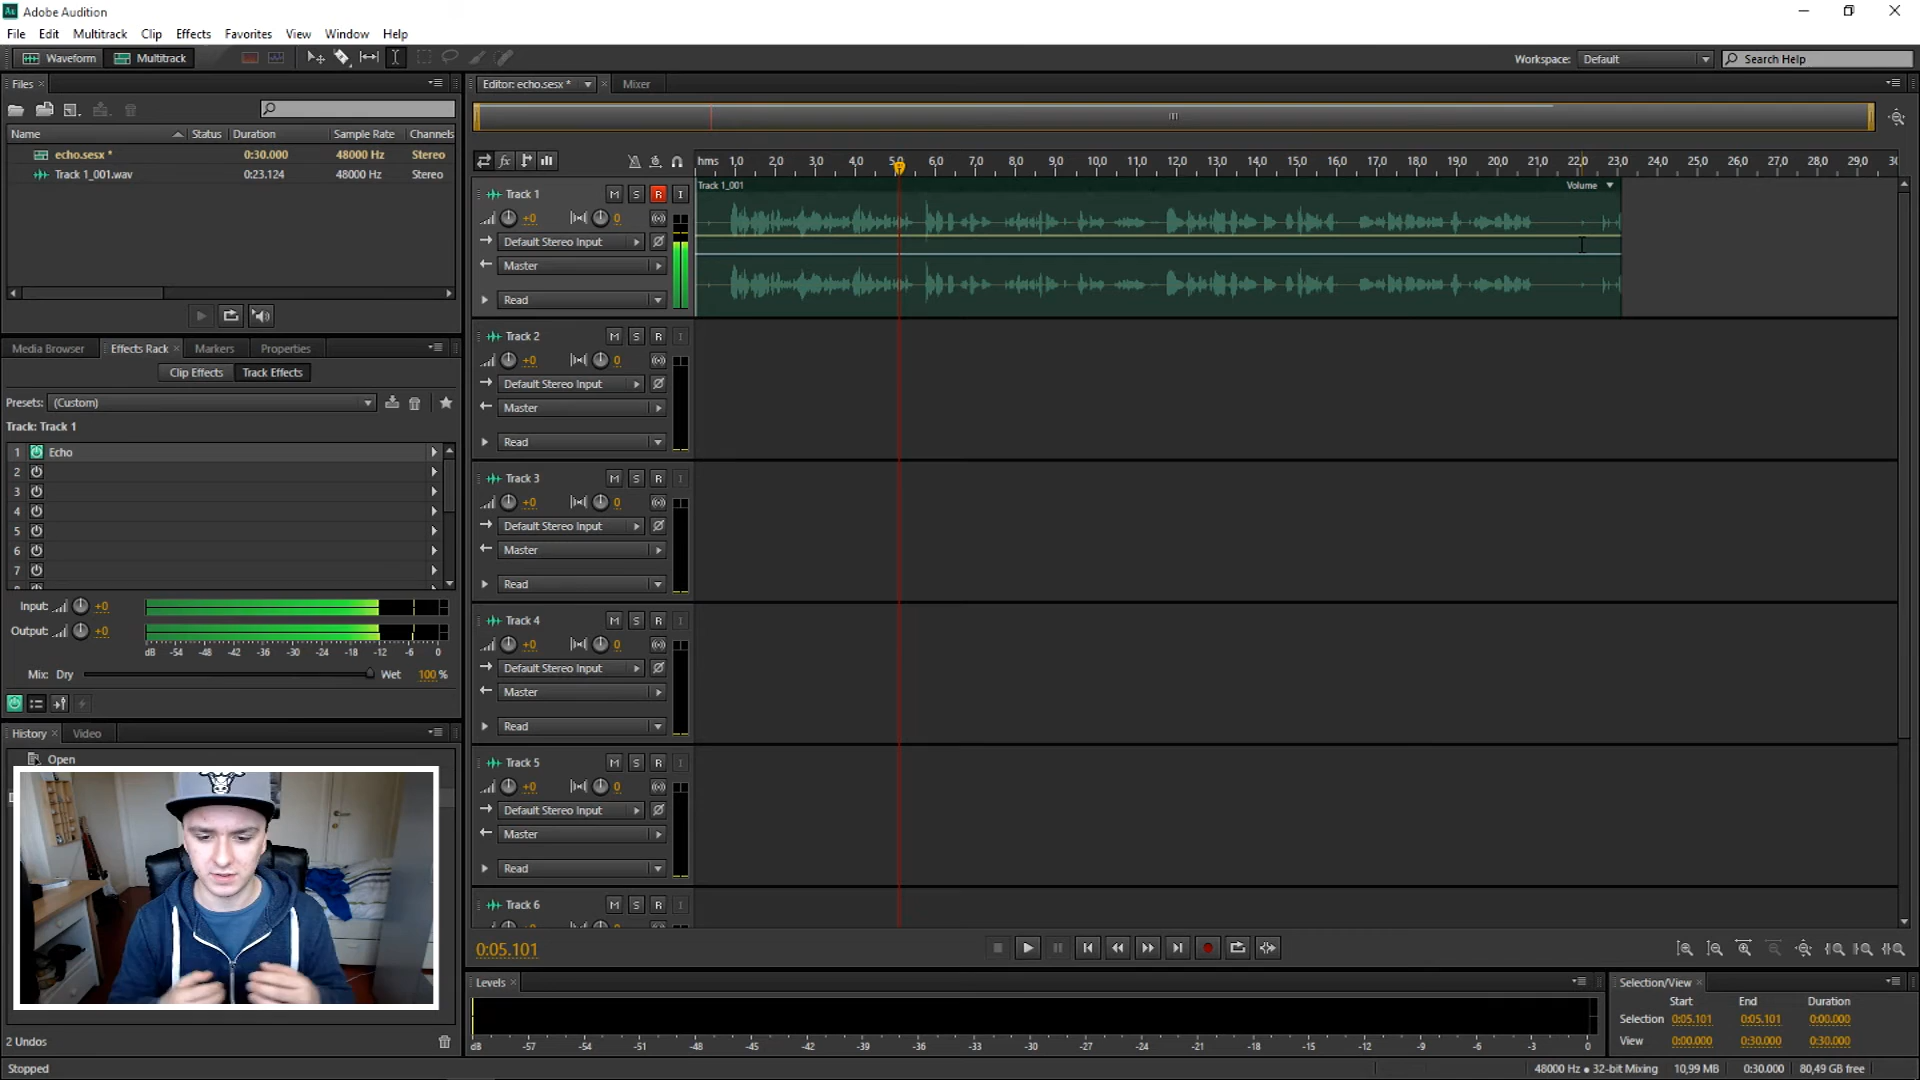 Adobe Audition
File Edit Multitrack Clip Effects Favorites View Window Help
Waveform Multitrack Workspace: Default Search Help
Files
Name Status Duration Sample Rate Channels
echo.sesx * 0:30.000 48000 Hz Stereo
Track 1_001.wav 0:23.124 48000 Hz Stereo
Media Browser Effects Rack Markers Properties
Clip Effects Track Effects
Presets: (Custom)
Track: Track 1
1 Echo
2
3
4
5
6
7
Input: +0
Output: +0
dB -54 -48 -42 -36 -30 -24 -18 -12 -6 0
Mix: Dry Wet 100 %
History Video
Open
2 Undos
Stopped
Editor: echo.sesx * Mixer
hms 1,0 2,0 3,0 4,0 5,0 6,0 7,0 8,0 9,0 10,0 11,0 12,0 13,0 14,0 15,0 16,0 17,0 18,0 19,0 20,0 21,0 22,0 23,0 24,0 25,0 26,0 27,0 28,0 29,0 30
Track 1 M S R I
+0 0
Default Stereo Input
Master
Read
Track 1_001 Volume
Track 2 M S R I
+0 0
Default Stereo Input
Master
Read
Track 3 M S R I
+0 0
Default Stereo Input
Master
Read
Track 4 M S R I
+0 0
Default Stereo Input
Master
Read
Track 5 M S R I
+0 0
Default Stereo Input
Master
Read
Track 6 M S R I
0:05.101
Levels
dB -57 -54 -51 -48 -45 -42 -39 -36 -33 -30 -27 -24 -21 -18 -15 -12 -9 -6 -3 0
Selection/View
Start End Duration
Selection 0:05.101 0:05.101 0:00.000
View 0:00.000 0:30.000 0:30.000
48000 Hz ● 32-bit Mixing 10,99 MB 0:30.000 80,49 GB free